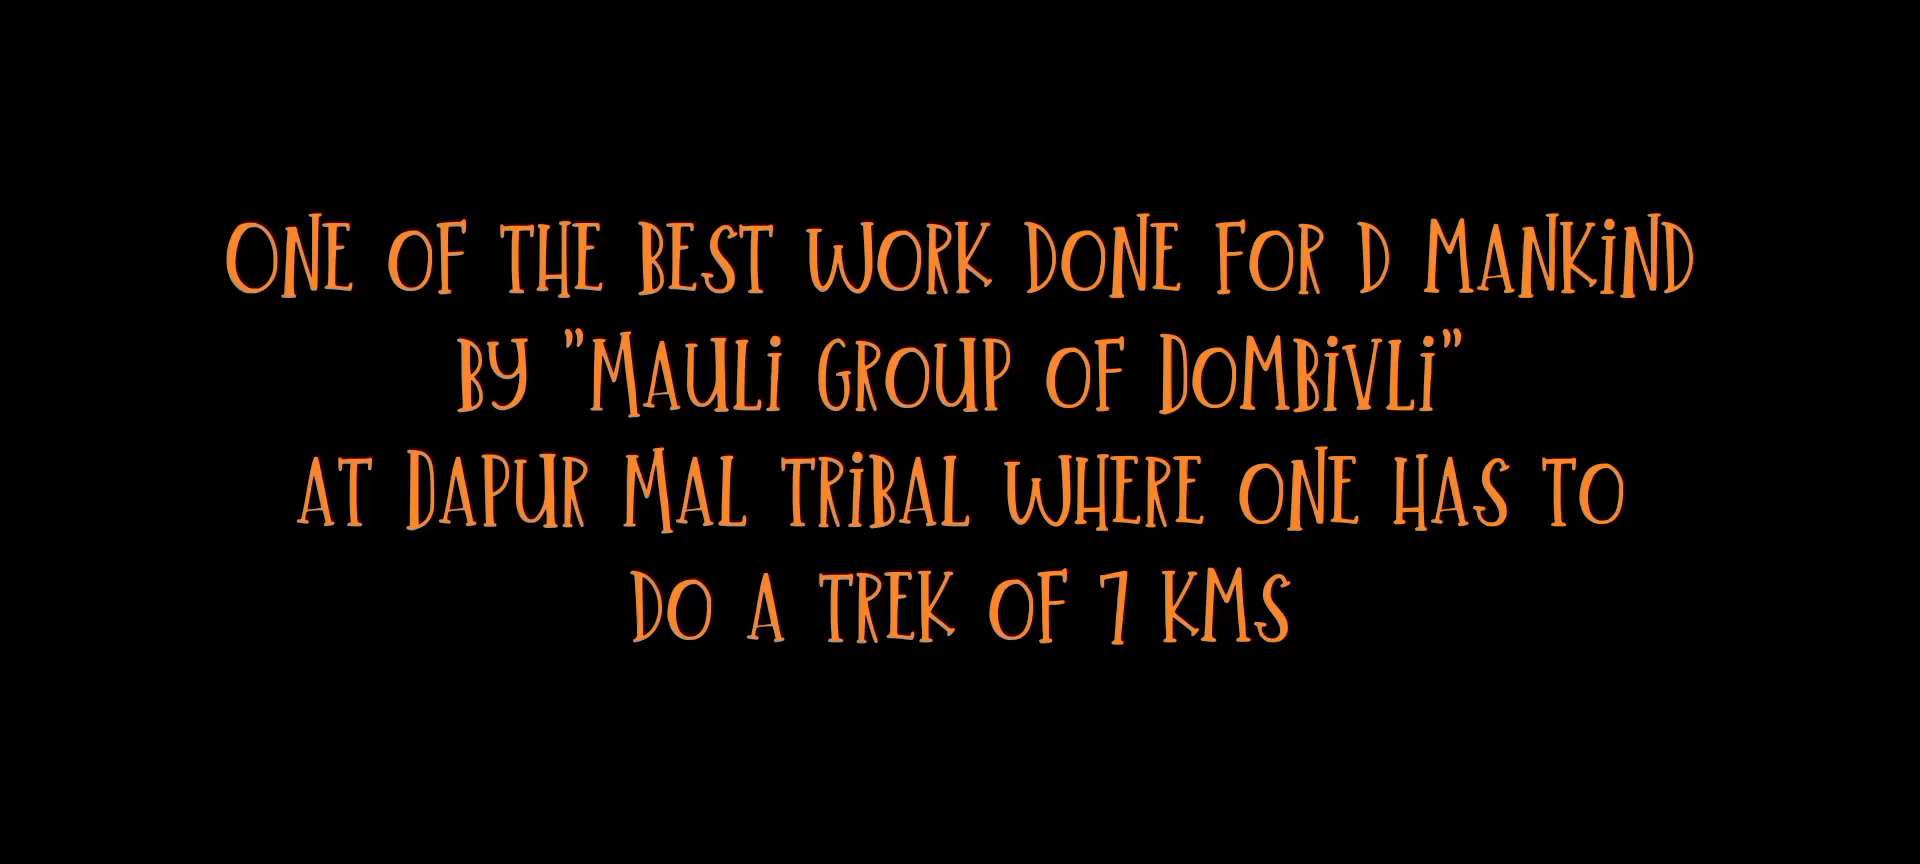 ONE OF THE BEST WORK DONE FOR D MANKIND
BY "MAULI GROUP OF DOMBIVLI"
AT DAPUR MAL TRIBAL WHERE ONE HAS TO
DO A TREK OF 7 KMS